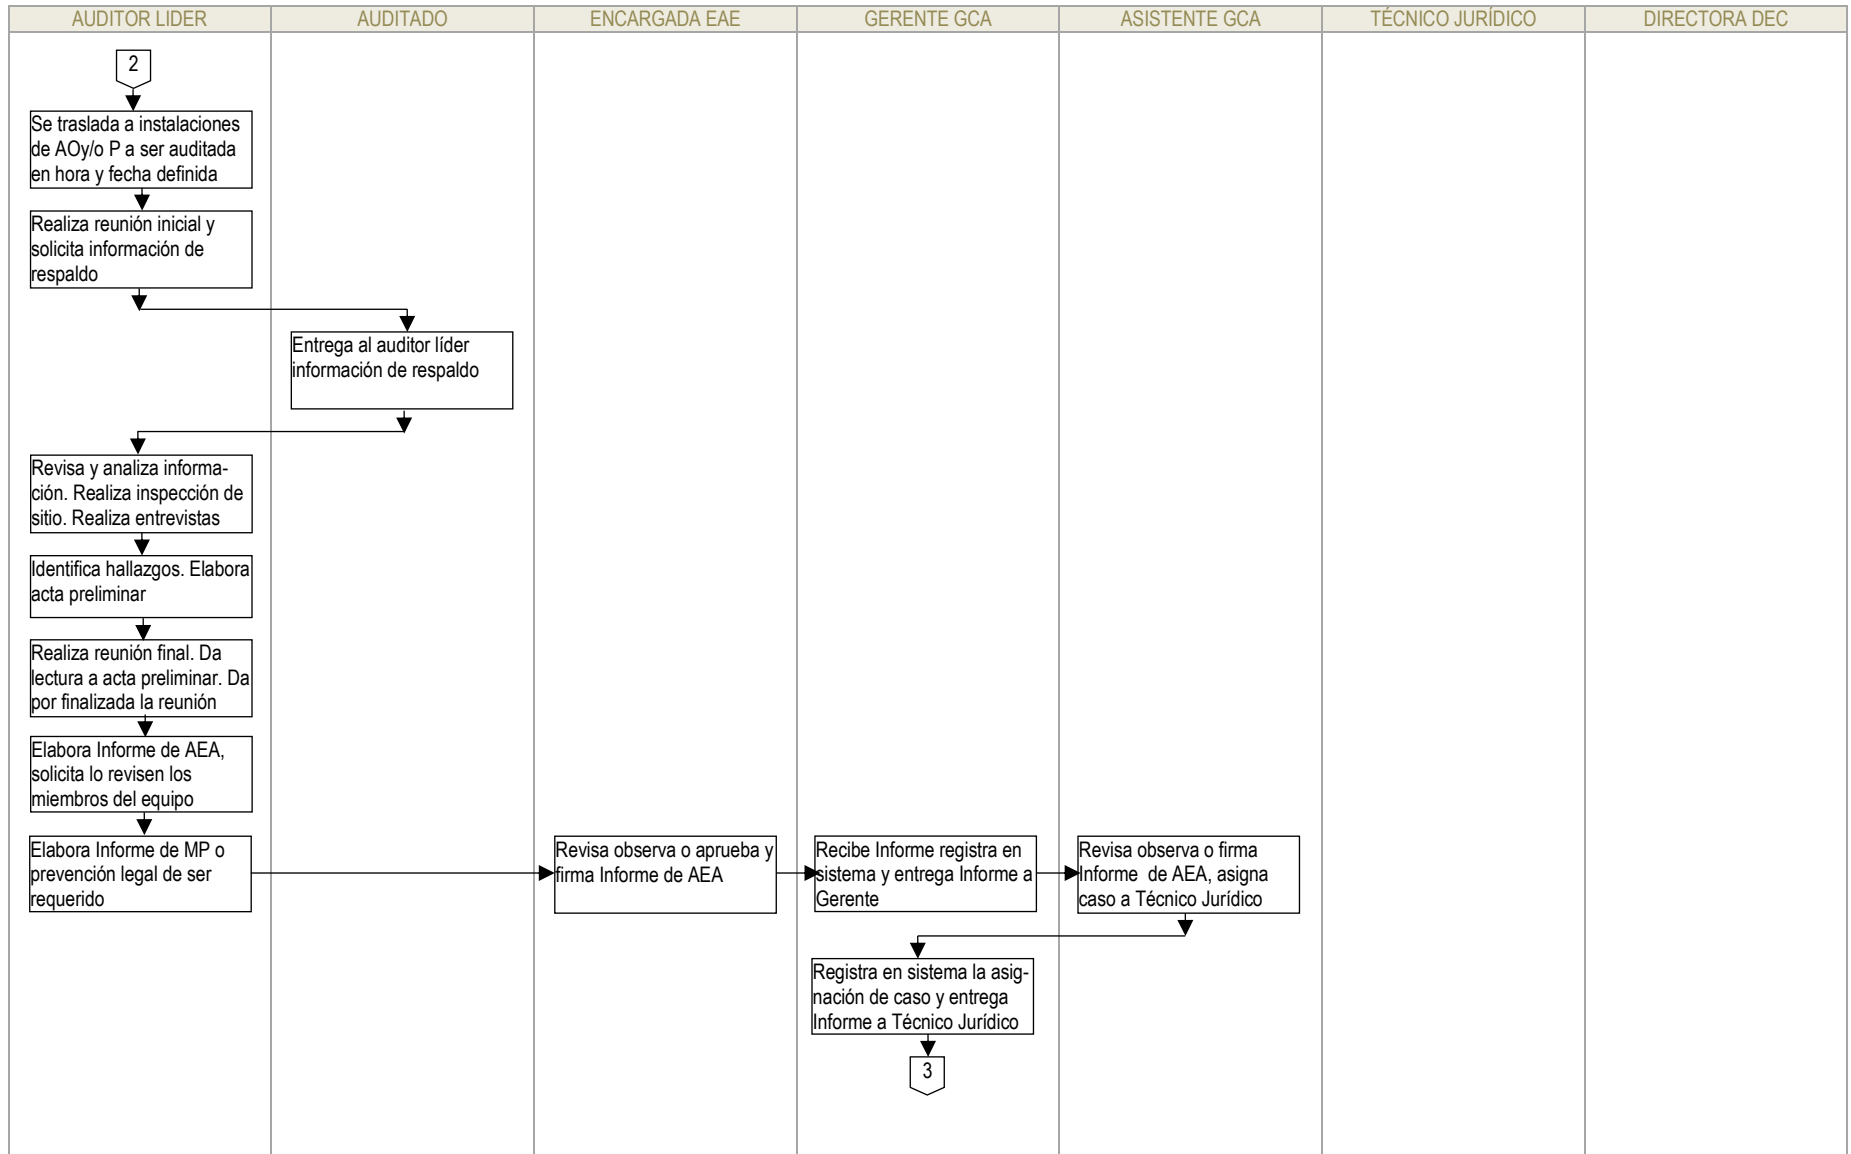 AUDITOR LIDER
AUDITADO
ENCARGADA EAE
GERENTE GCA
ASISTENTE GCA
TÉCNICO JURÍDICO
DIRECTORA DEC
2
Se traslada a instalaciones
de AOy/o P a ser auditada
en hora y fecha definida
Realiza reunión inicial y
solicita información de
respaldo
Entrega al auditor líder
información de respaldo
Revisa y analiza informa-
ción. Realiza inspección de
sitio. Realiza entrevistas
Identifica hallazgos. Elabora
acta preliminar
Realiza reunión final. Da
lectura a acta preliminar. Da
por finalizada la reunión
Elabora Informe de AEA,
solicita lo revisen los
miembros del equipo
Elabora Informe de MP o
prevención legal de ser
requerido
Revisa observa o aprueba y
firma Informe de AEA
Recibe Informe registra en
sistema y entrega Informe a
Gerente
Revisa observa o firma
Informe de AEA, asigna
caso a Técnico Jurídico
Registra en sistema la asig-
nación de caso y entrega
Informe a Técnico Jurídico
3